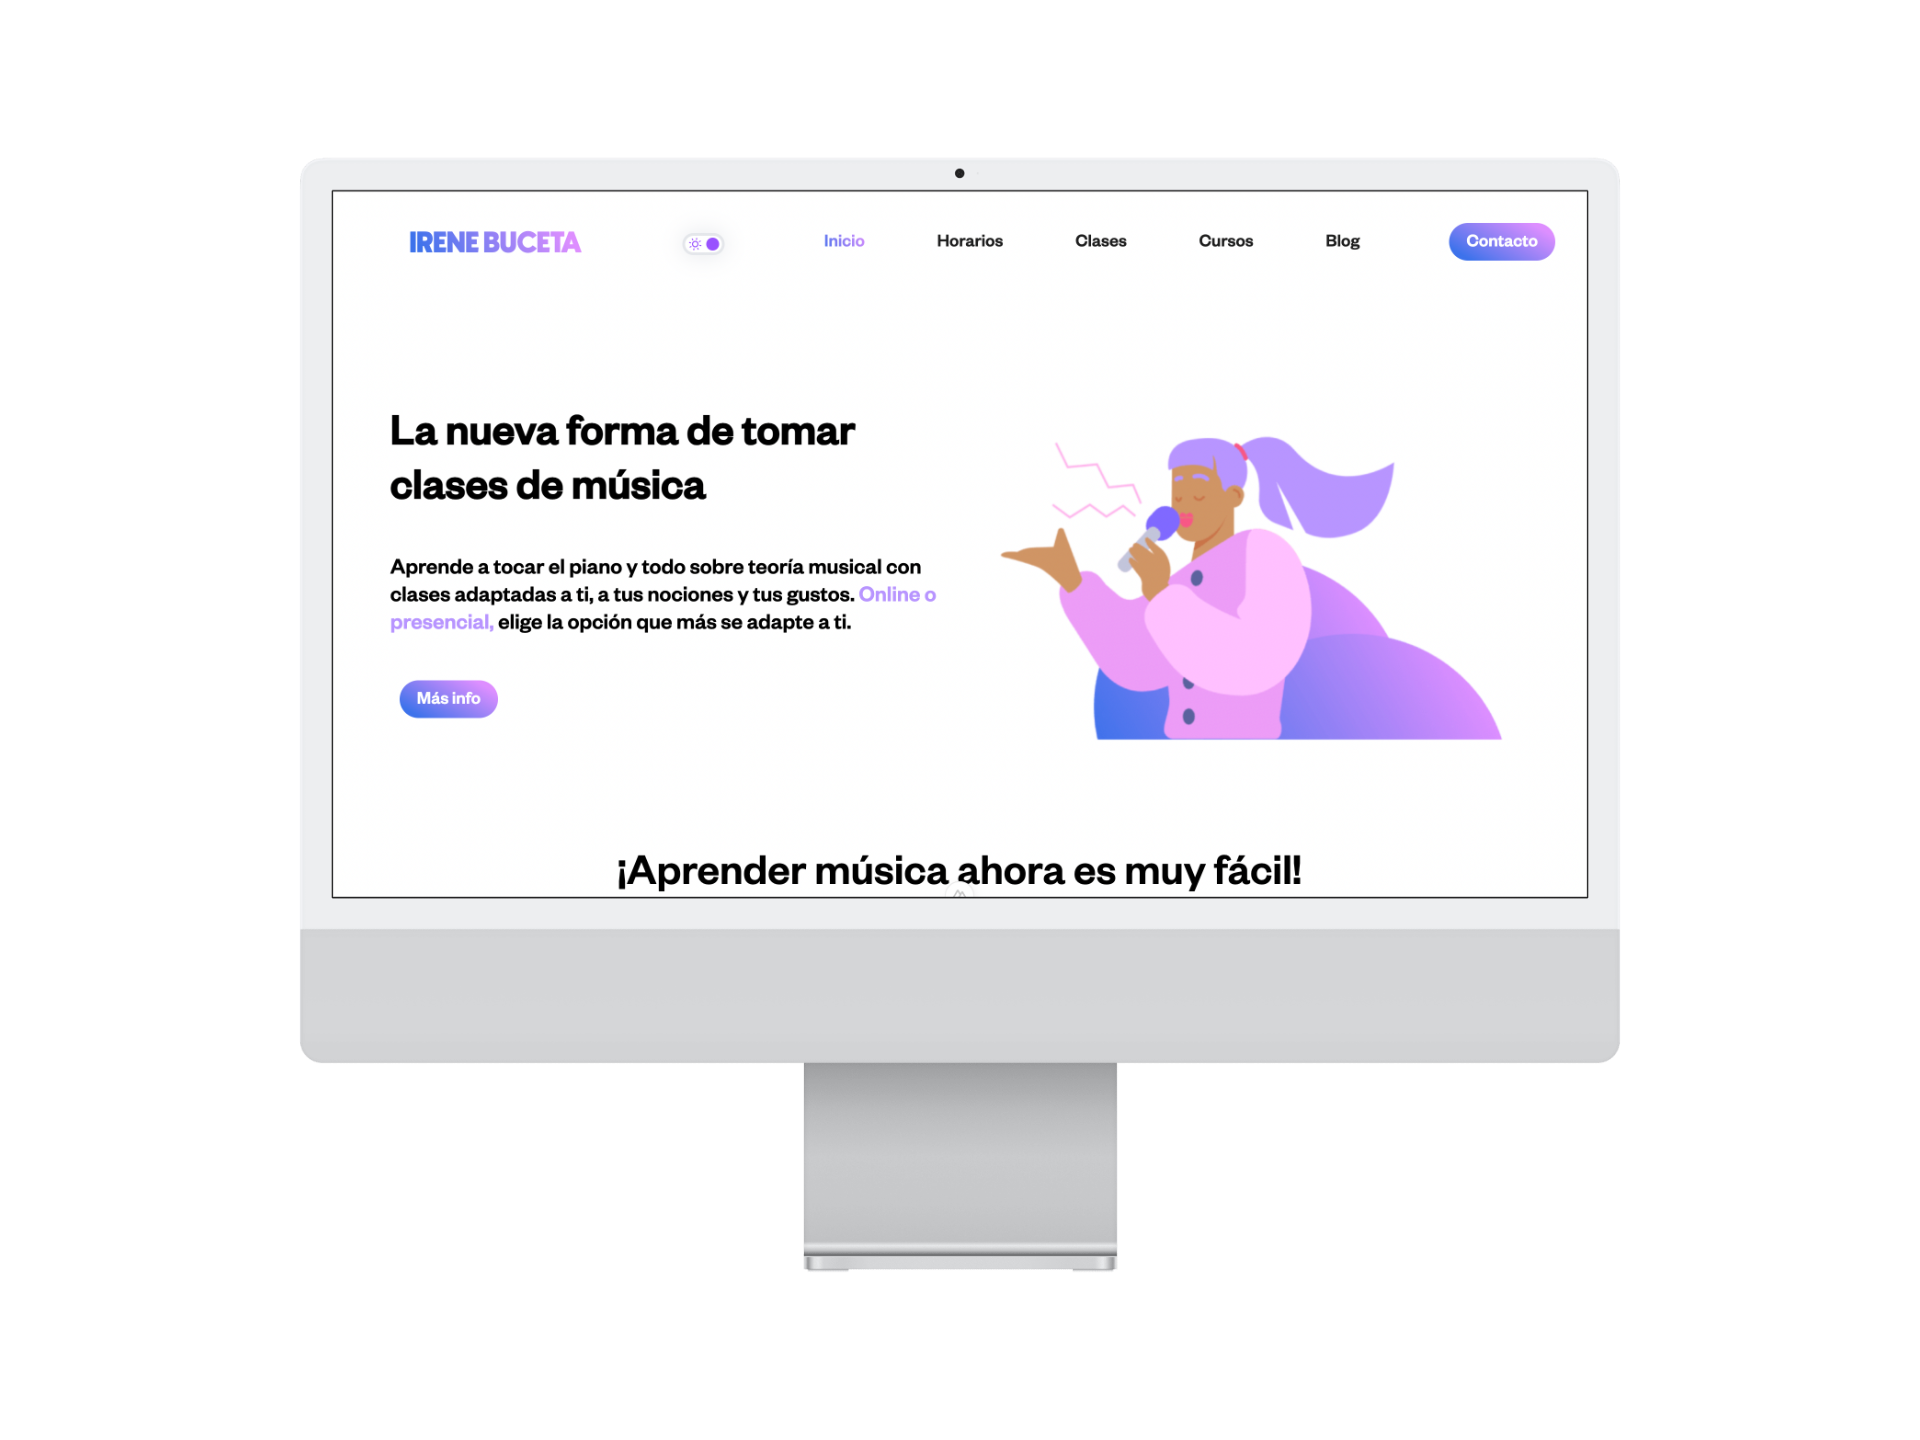 IRENE BUCETA
Inicio
Horarios
Clases
Cursos
Blog
Contacto
La nueva forma de tomar
clases de música
Aprende a tocar el piano y todo sobre teoría musical con
clases adaptadas a ti, a tus nociones y tus gustos. Online o
presencial, elige la opción que más se adapte a ti.
Más info
¡Aprender música ahora es muy fácil!